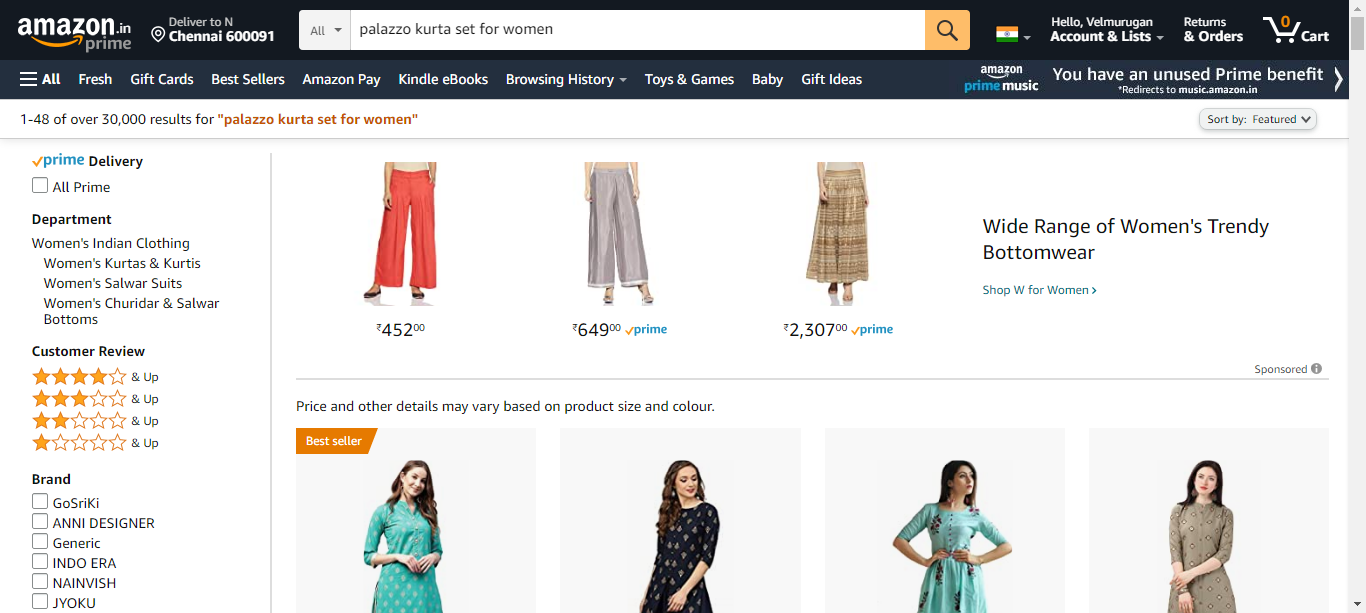 amazon.in
prime
Deliver to N
Chennai 600091
All
palazzo kurta set for women
Hello, Velmurugan
Account & Lists
Returns
& Orders
0
Cart
All
Fresh
Gift Cards
Best Sellers
Amazon Pay
Kindle eBooks
Browsing History
Toys & Games
Baby
Gift Ideas
amazon
prime music
You have an unused Prime benefit
*Redirects to music.amazon.in
1-48 of over 30,000 results for "palazzo kurta set for women"
Sort by: Featured
prime Delivery
All Prime
Department
Women's Indian Clothing
Women's Kurtas & Kurtis
Women's Salwar Suits
Women's Churidar & Salwar
Bottoms
Customer Review
& Up
& Up
& Up
& Up
Brand
GoSriKi
ANNI DESIGNER
Generic
INDO ERA
NAINVISH
JYOKU
₹45200
₹64900 prime
₹2,30700 prime
Wide Range of Women's Trendy
Bottomwear
Shop W for Women ›
Sponsored
Price and other details may vary based on product size and colour.
Best seller